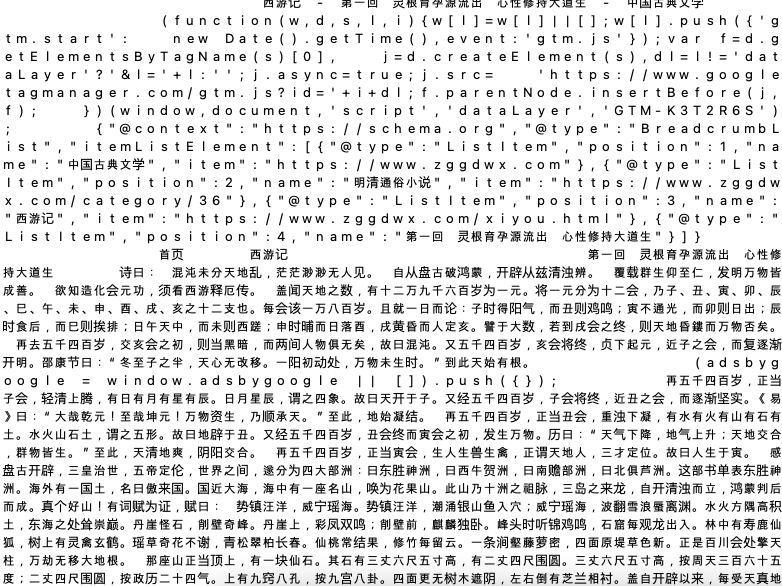 西游记 - 第一回 灵根育孕源流出 心性修持大道生 - 中国古典文学
(function(w,d,s,l,i){w[l]=w[l]||[];w[l].push({'g
tm.start': new Date().getTime(),event:'gtm.js'});var f=d.g
etElementsByTagName(s)[0], j=d.createElement(s),dl=l!='dat
aLayer'?'&l='+l:'';j.async=true;j.src= 'https://www.google
tagmanager.com/gtm.js?id='+i+dl;f.parentNode.insertBefore(j,
f); })(window,document,'script','dataLayer','GTM-K3T2R6S')
; {"@context":"https://schema.org","@type":"BreadcrumbL
ist","itemListElement":[{"@type":"ListItem","position":1,"na
me":"中国古典文学","item":"https://www.zggdwx.com"},{"@type":"List
Item","position":2,"name":"明清通俗小说","item":"https://www.zggdw
x.com/category/36"},{"@type":"ListItem","position":3,"name":
"西游记","item":"https://www.zggdwx.com/xiyou.html"},{"@type":"
ListItem","position":4,"name":"第一回 灵根育孕源流出 心性修持大道生"}]}
首页 西游记 第一回 灵根育孕源流出 心性修
持大道生 诗曰： 混沌未分天地乱，茫茫渺渺无人见。 自从盘古破鸿蒙，开辟从兹清浊辨。 覆载群生仰至仁，发明万物皆
成善。 欲知造化会元功，须看西游释厄传。 盖闻天地之数，有十二万九千六百岁为一元。将一元分为十二会，乃子、丑、寅、卯、辰
、巳、午、未、申、酉、戌、亥之十二支也。每会该一万八百岁。且就一日而论：子时得阳气，而丑则鸡鸣；寅不通光，而卯则日出；辰
时食后，而巳则挨排；日午天中，而未则西蹉；申时晡而日落酉，戌黄昏而人定亥。譬于大数，若到戌会之终，则天地昏缯而万物否矣。
再去五千四百岁，交亥会之初，则当黑暗，而两间人物俱无矣，故曰混沌。又五千四百岁，亥会将终，贞下起元，近子之会，而复逐渐
开明。邵康节曰：“冬至子之半，天心无改移。一阳初动处，万物未生时。”到此天始有根。 (adsbyg
oogle = window.adsbygoogle || []).push({}); 再五千四百岁，正当
子会，轻清上腾，有日有月有星有辰。日月星辰，谓之四象。故曰天开于子。又经五千四百岁，子会将终，近丑之会，而逐渐坚实。《易
》曰：“大哉乾元！至哉坤元！万物资生，乃顺承天。”至此，地始凝结。 再五千四百岁，正当丑会，重浊下凝，有水有火有山有石有
土。水火山石土，谓之五形。故曰地辟于丑。又经五千四百岁，丑会终而寅会之初，发生万物。历曰：“天气下降，地气上升；天地交合
，群物皆生。”至此，天清地爽，阴阳交合。 再五千四百岁，正当寅会，生人生兽生禽，正谓天地人，三才定位。故曰人生于寅。 感
盘古开辟，三皇治世，五帝定伦，世界之间，遂分为四大部洲：曰东胜神洲，曰西牛贺洲，曰南赡部洲，曰北俱芦洲。这部书单表东胜神
洲。海外有一国土，名曰傲来国。国近大海，海中有一座名山，唤为花果山。此山乃十洲之祖脉，三岛之来龙，自开清浊而立，鸿蒙判后
而成。真个好山！有词赋为证，赋曰： 势镇汪洋，威宁瑶海。势镇汪洋，潮涌银山鱼入穴；威宁瑶海，波翻雪浪蜃离渊。水火方隅高积
土，东海之处耸崇巅。丹崖怪石，削壁奇峰。丹崖上，彩凤双鸣；削壁前，麒麟独卧。峰头时听锦鸡鸣，石窟每观龙出入。林中有寿鹿仙
狐，树上有灵禽玄鹤。瑶草奇花不谢，青松翠柏长春。仙桃常结果，修竹每留云。一条涧壑藤萝密，四面原堤草色新。正是百川会处擎天
柱，万劫无移大地根。 那座山正当顶上，有一块仙石。其石有三丈六尺五寸高，有二丈四尺围圆。三丈六尺五寸高，按周天三百六十五
度；二丈四尺围圆，按政历二十四气。上有九窍八孔，按九宫八卦。四面更无树木遮阴，左右倒有芝兰相衬。盖自开辟以来，每受天真地